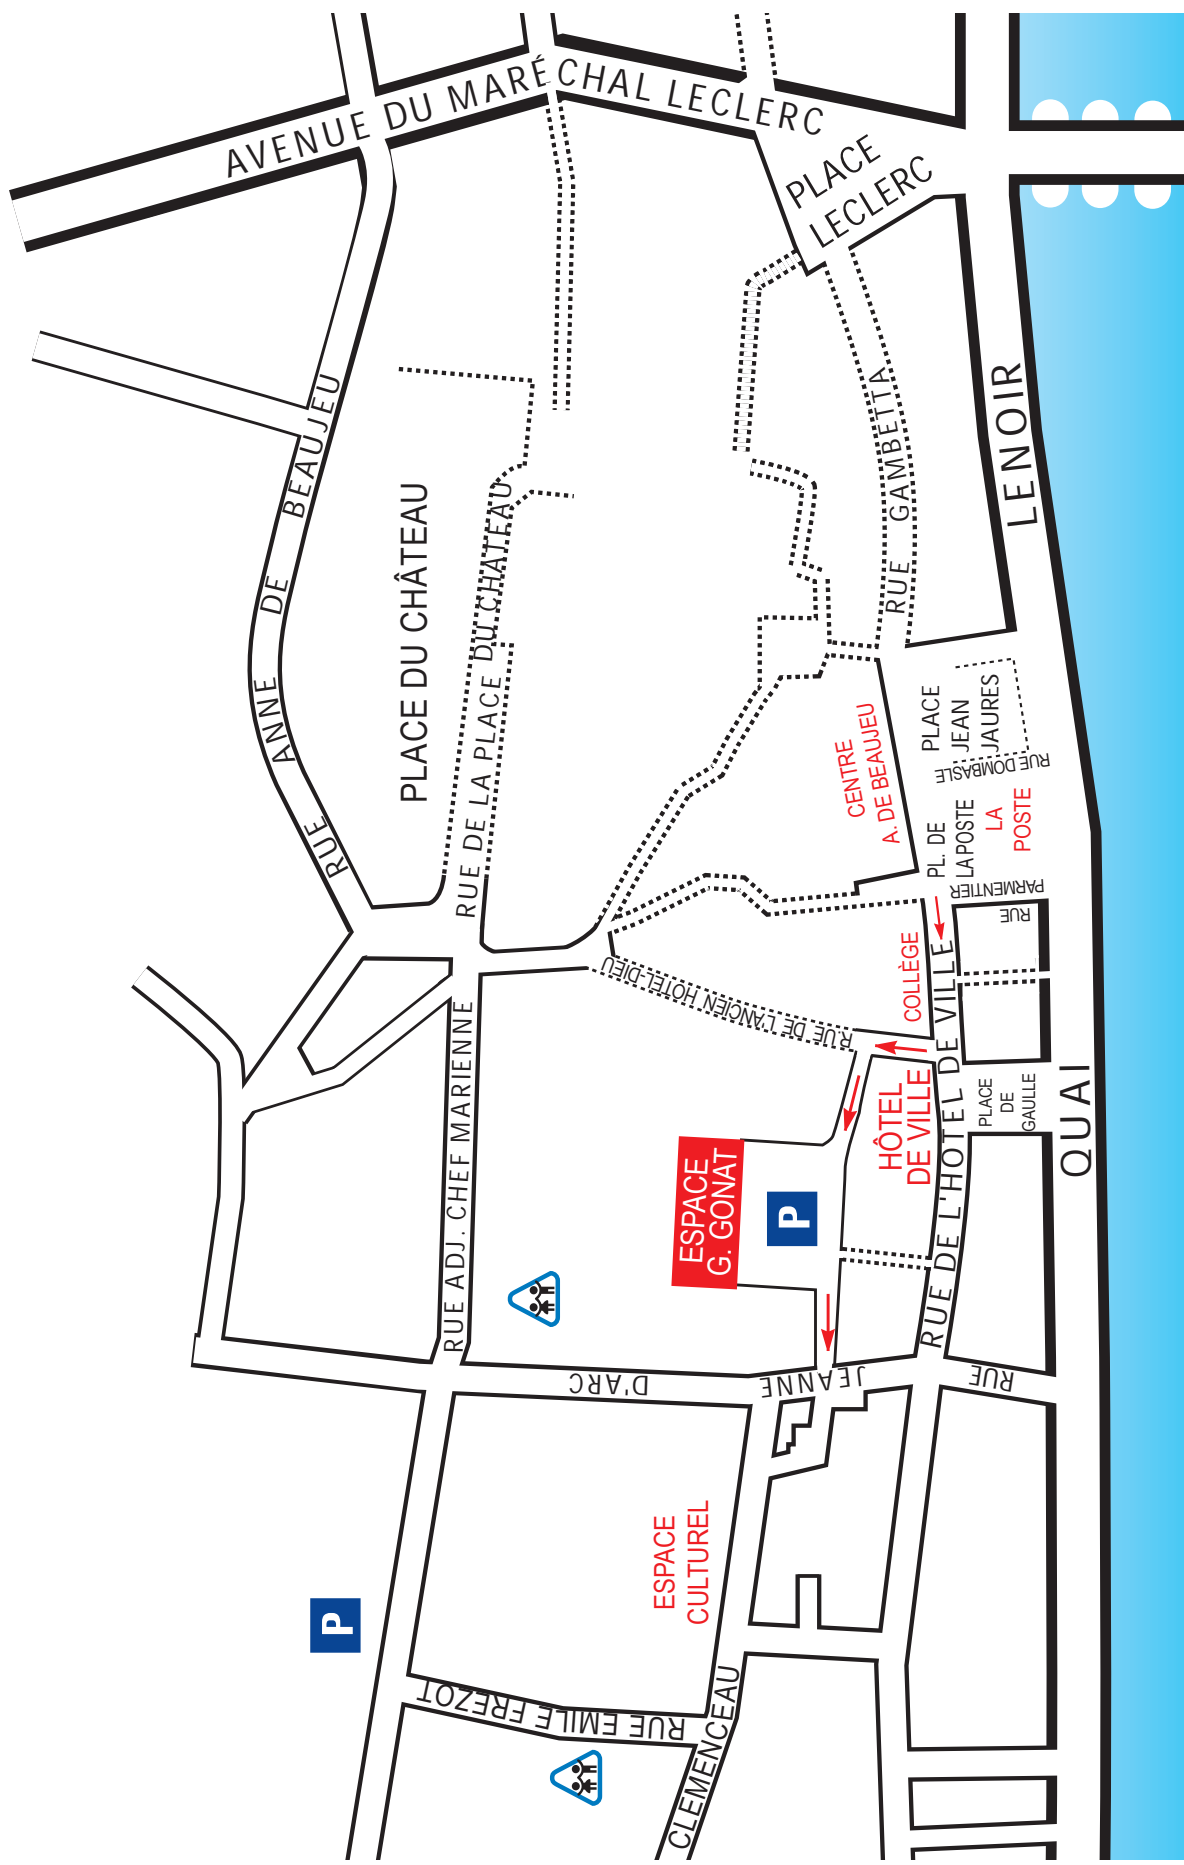 AVENUE DU MARÉCHAL LECLERC
PLACE
LECLERC
RUE ANNE DE BEAUJEU
PLACE DU CHÂTEAU
RUE DE LA PLACE DU CHATEAU
RUE GAMBETTA
QUAI LENOIR
CENTRE
A. DE BEAUJEU
PLACE
JEAN
JAURES
RUE DOMBASLE
PL. DE
LA POSTE
LA
POSTE
RUE PARMENTIER
COLLÈGE
RUE DE L'ANCIEN HÔTEL-DIEU
RUE DE L'HOTEL DE VILLE
HÔTEL
DE VILLE
PLACE
DE
GAULLE
RUE ADJ. CHEF MARIENNE
ESPACE
G. GONAT
P
RUE JEANNE D'ARC
ESPACE
CULTUREL
P
RUE EMILE FREZOT
CLEMENCEAU